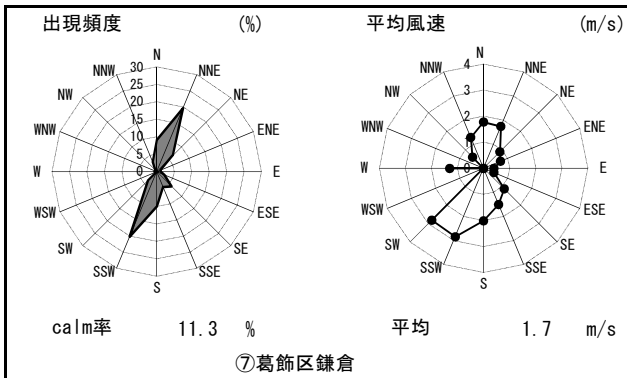 出現頻度 (%)
N
NNE
NE
ENE
E
ESE
SE
SSE
S
SSW
SW
WSW
W
WNW
NW
NNW
30
25
20
15
10
5
0
calm率 11.3 %
平均風速 (m/s)
N
NNE
NE
ENE
E
ESE
SE
SSE
S
SSW
SW
WSW
W
WNW
NW
NNW
4
3
2
1
0
平均 1.7 m/s
⑦葛飾区鎌倉